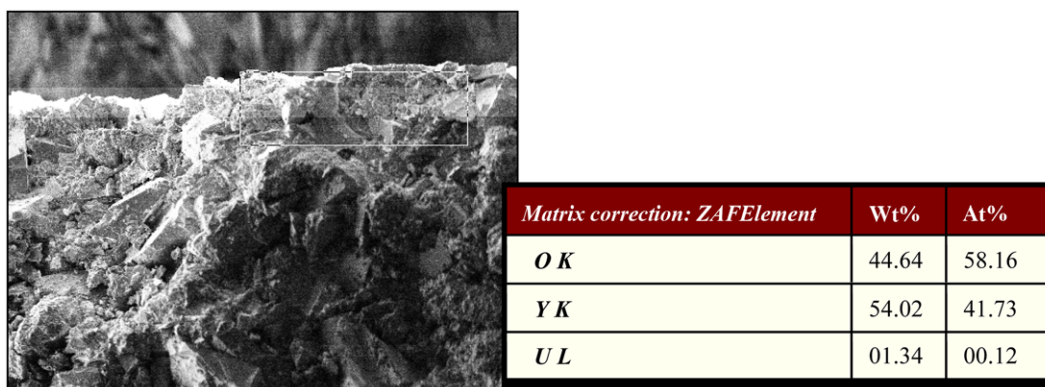 Matrix correction: ZAFElement Wt% At%
O K 44.64 58.16
Y K 54.02 41.73
U L 01.34 00.12